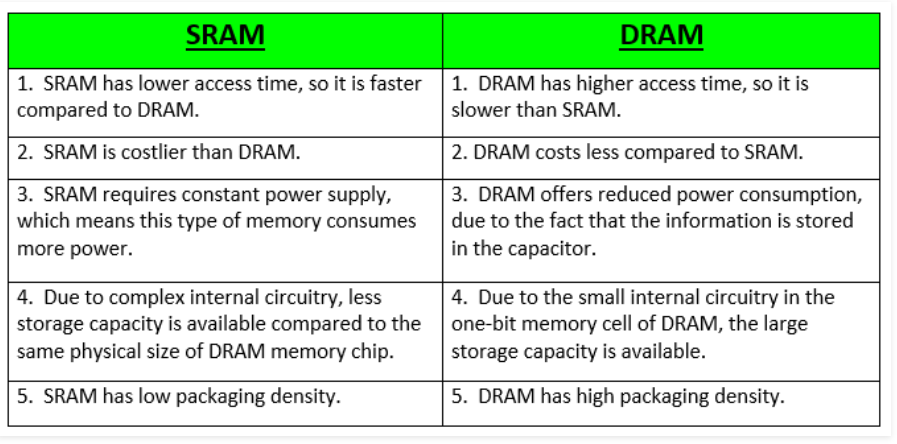 SRAM
DRAM
1. SRAM has lower access time, so it is faster
compared to DRAM.
1. DRAM has higher access time, so it is
slower than SRAM.
2. SRAM is costlier than DRAM.
2. DRAM costs less compared to SRAM.
3. SRAM requires constant power supply,
which means this type of memory consumes
more power.
3. DRAM offers reduced power consumption,
due to the fact that the information is stored
in the capacitor.
4. Due to complex internal circuitry, less
storage capacity is available compared to the
same physical size of DRAM memory chip.
4. Due to the small internal circuitry in the
one-bit memory cell of DRAM, the large
storage capacity is available.
5. SRAM has low packaging density.
5. DRAM has high packaging density.